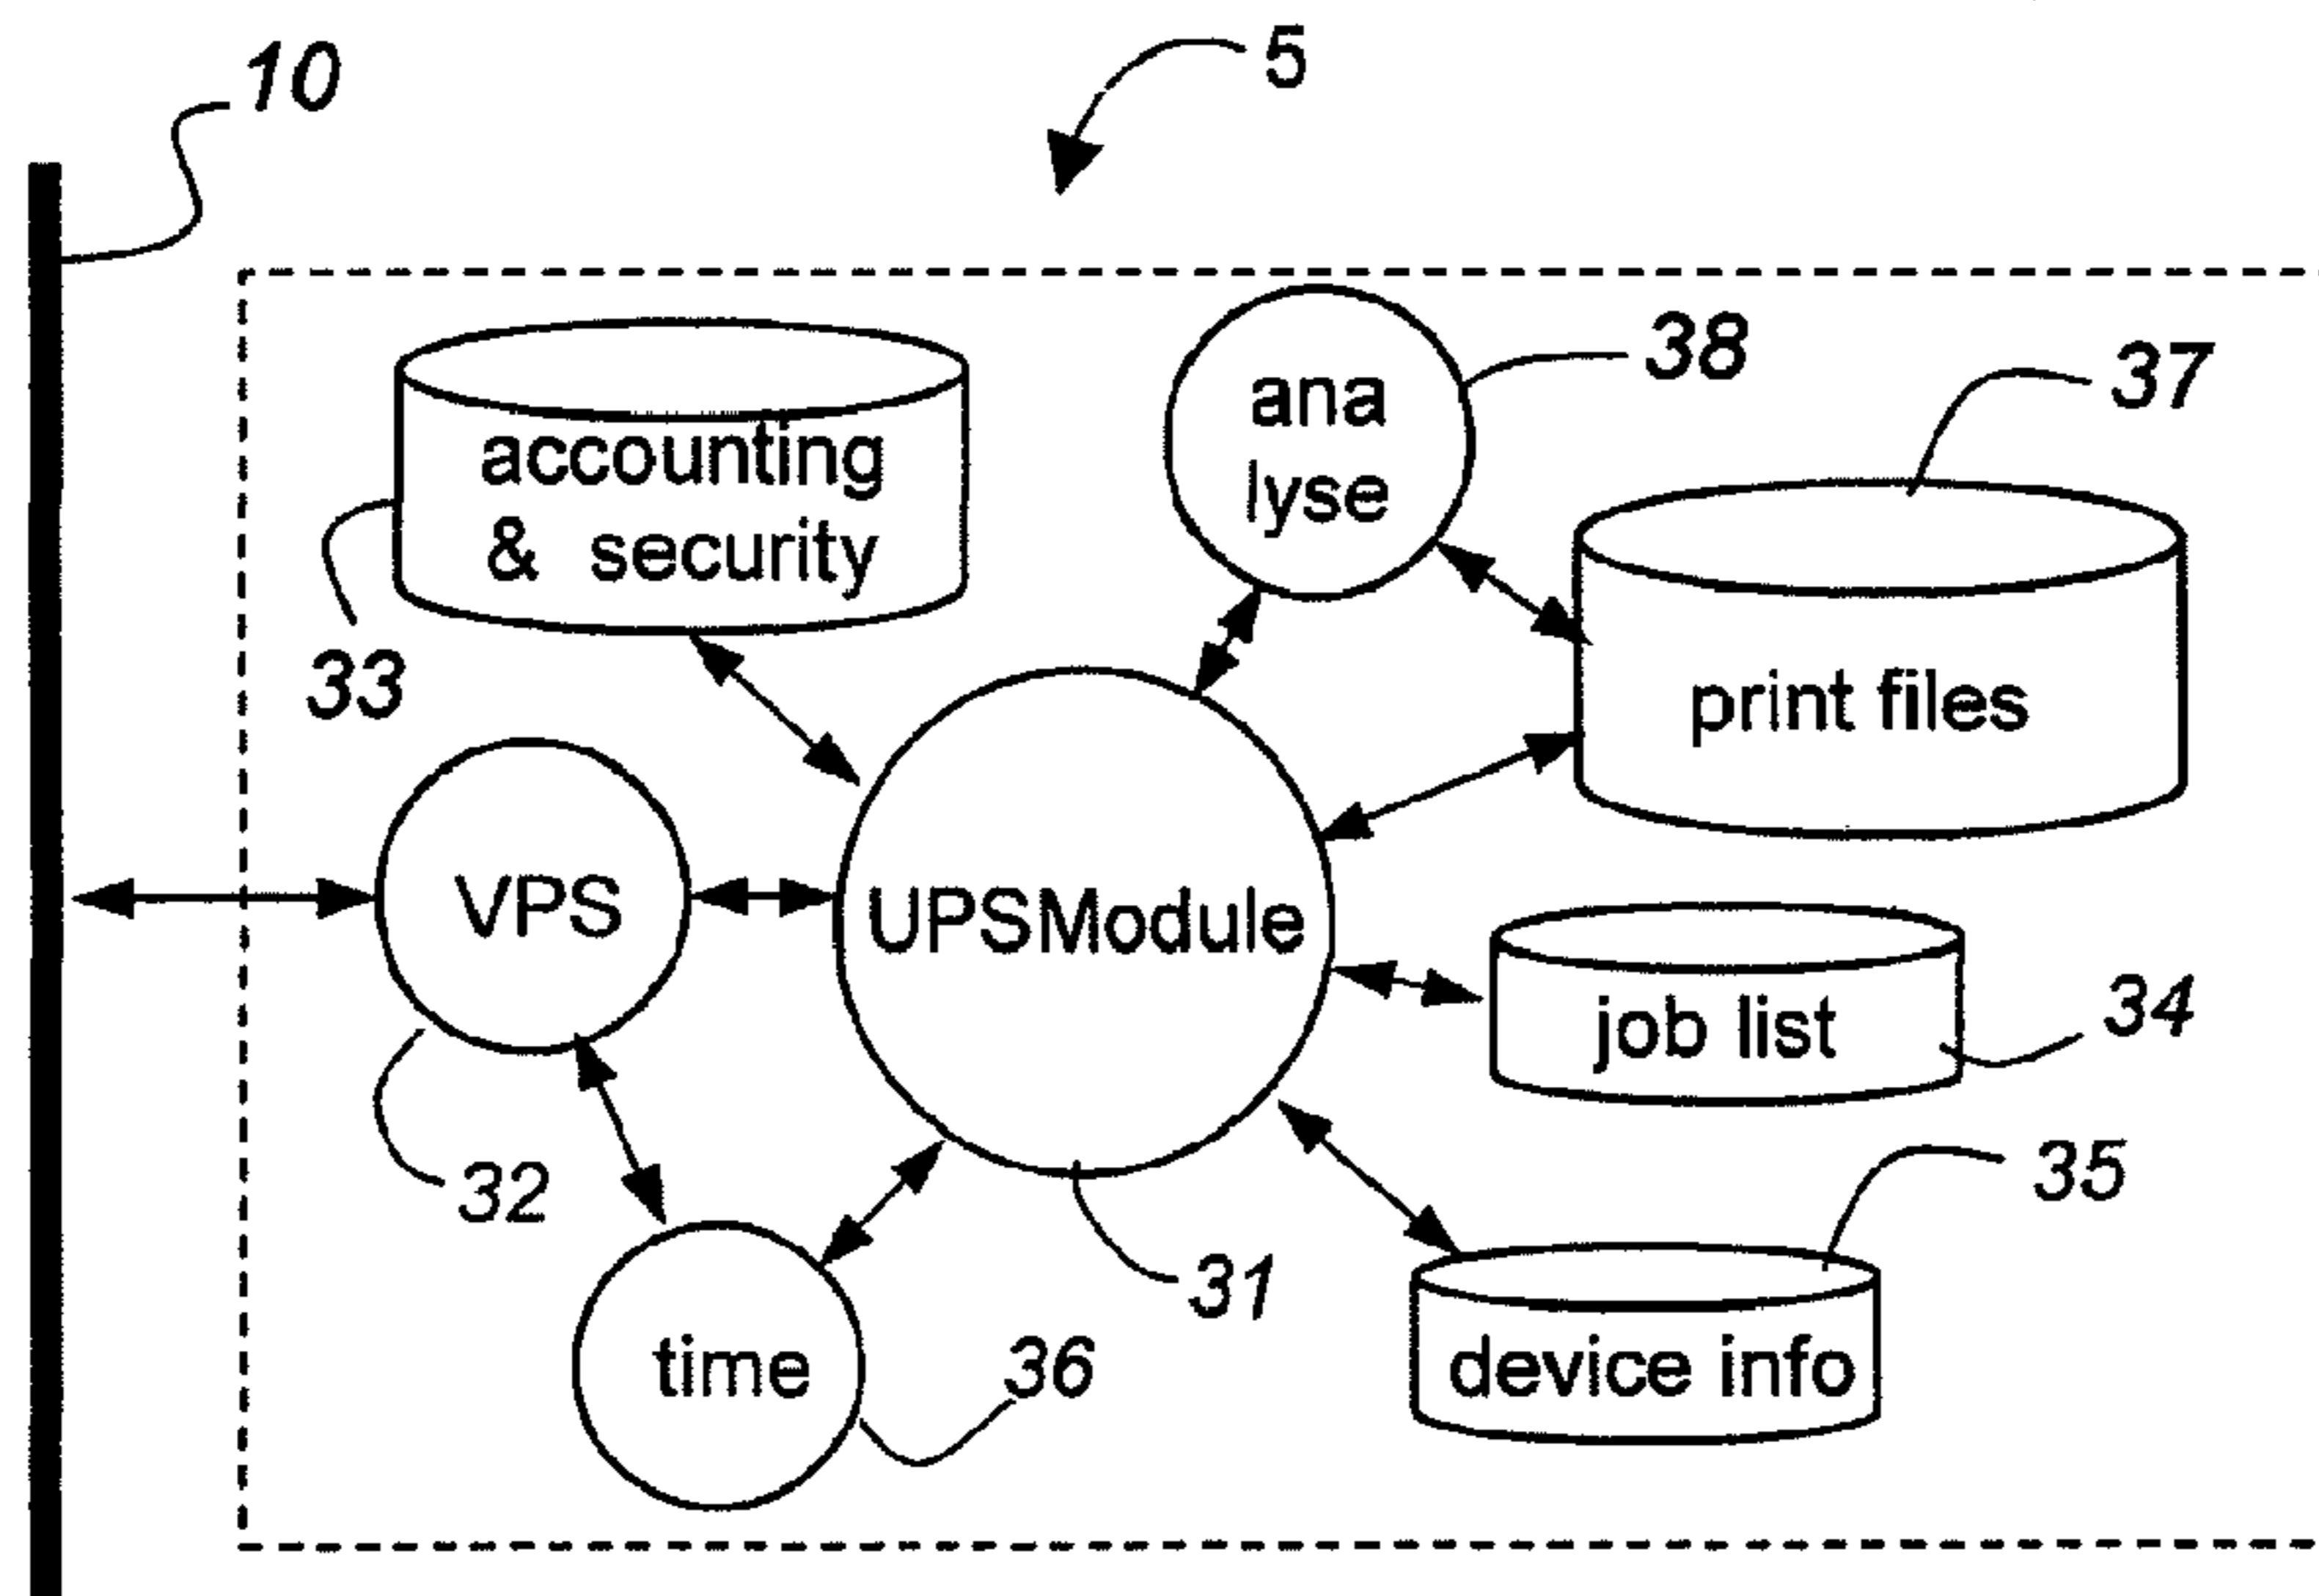 10
5
ana
lyse
38
37
accounting
& security
33
print files
VPS
UPSModule
job list
34
32
31
35
time
36
device info